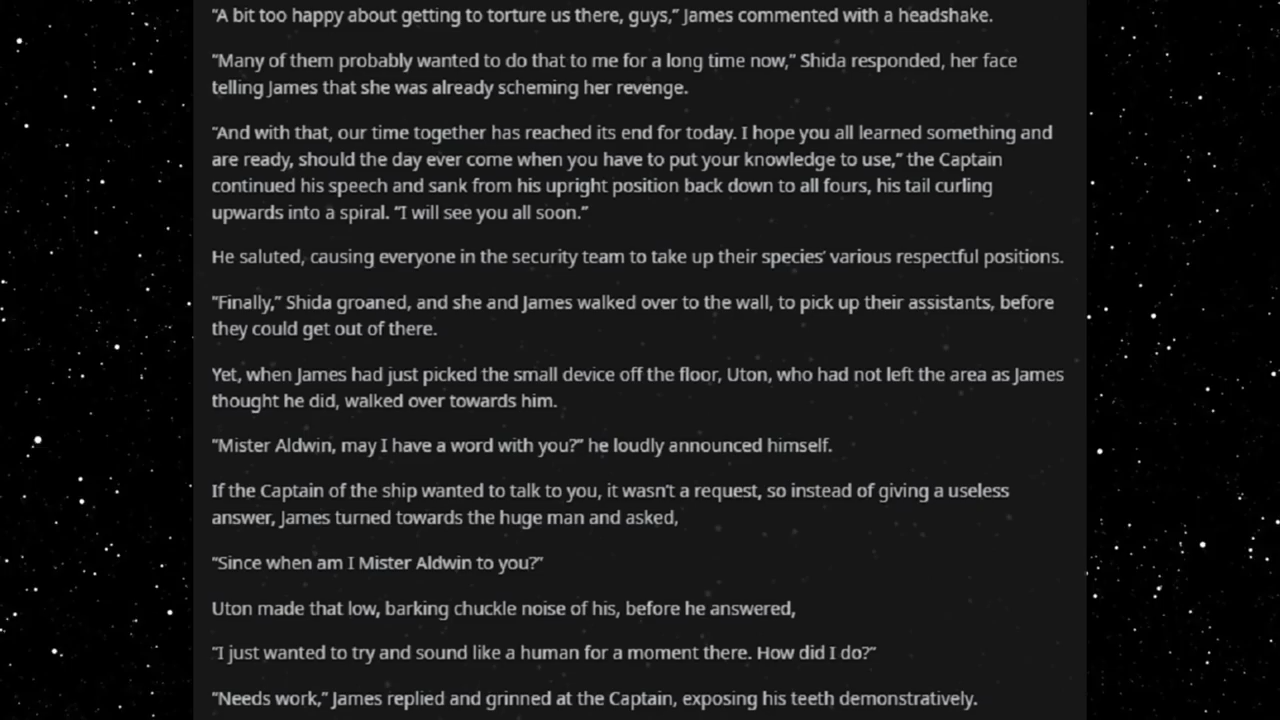 “A bit too happy about getting to torture us there, guys,” James commented with a headshake.
“Many of them probably wanted to do that to me for a long time now,” Shida responded, her face
telling James that she was already scheming her revenge.
“And with that, our time together has reached its end for today. I hope you all learned something and
are ready, should the day ever come when you have to put your knowledge to use,” the Captain
continued his speech and sank from his upright position back down to all fours, his tail curling
upwards into a spiral. “I will see you all soon.”
He saluted, causing everyone in the security team to take up their species’ various respectful positions.
“Finally,” Shida groaned, and she and James walked over to the wall, to pick up their assistants, before
they could get out of there.
Yet, when James had just picked the small device off the floor, Uton, who had not left the area as James
thought he did, walked over towards him.
“Mister Aldwin, may I have a word with you?” he loudly announced himself.
If the Captain of the ship wanted to talk to you, it wasn’t a request, so instead of giving a useless
answer, James turned towards the huge man and asked,
“Since when am I Mister Aldwin to you?”
Uton made that low, barking chuckle noise of his, before he answered,
“I just wanted to try and sound like a human for a moment there. How did I do?”
“Needs work,” James replied and grinned at the Captain, exposing his teeth demonstratively.